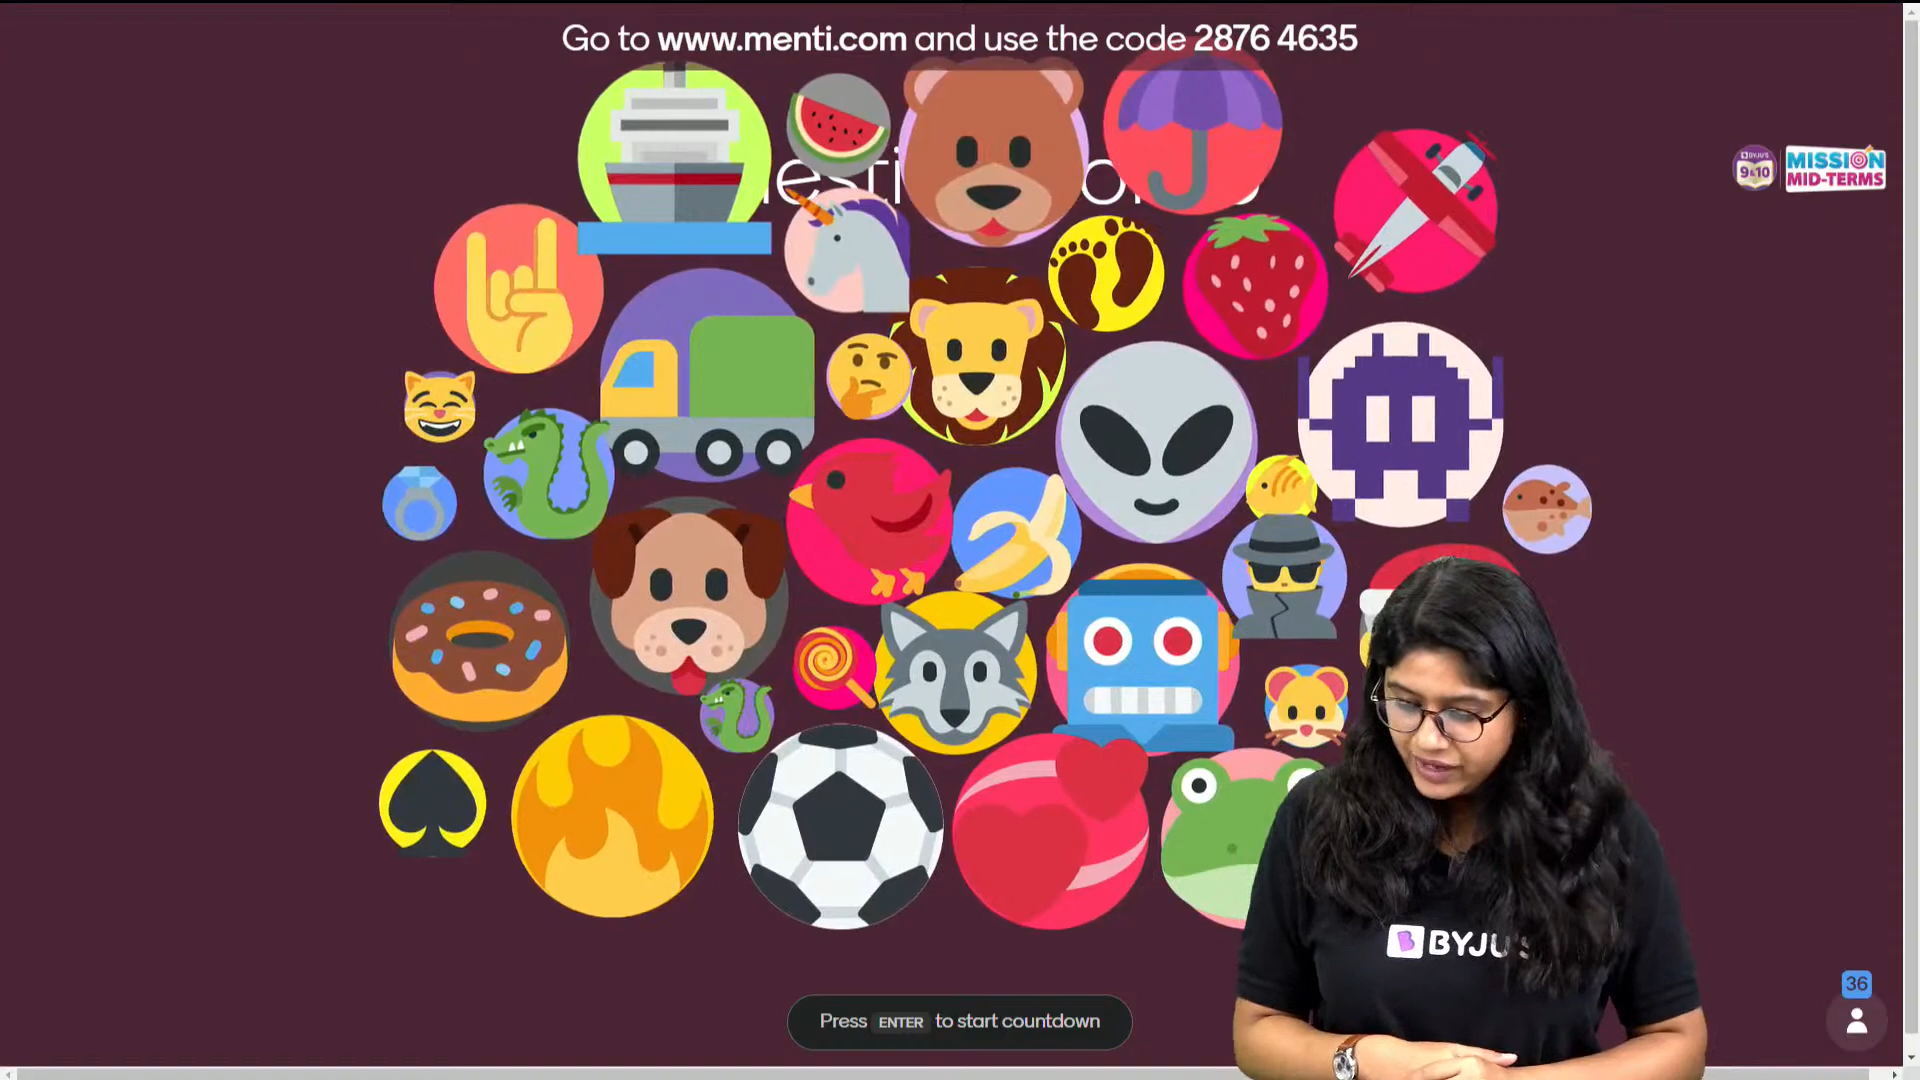 Go to www.menti.com and use the code 2876 4635
BYJU'S
9&10
MISSION
MID-TERMS
BYJU'S
36
Press ENTER to start countdown